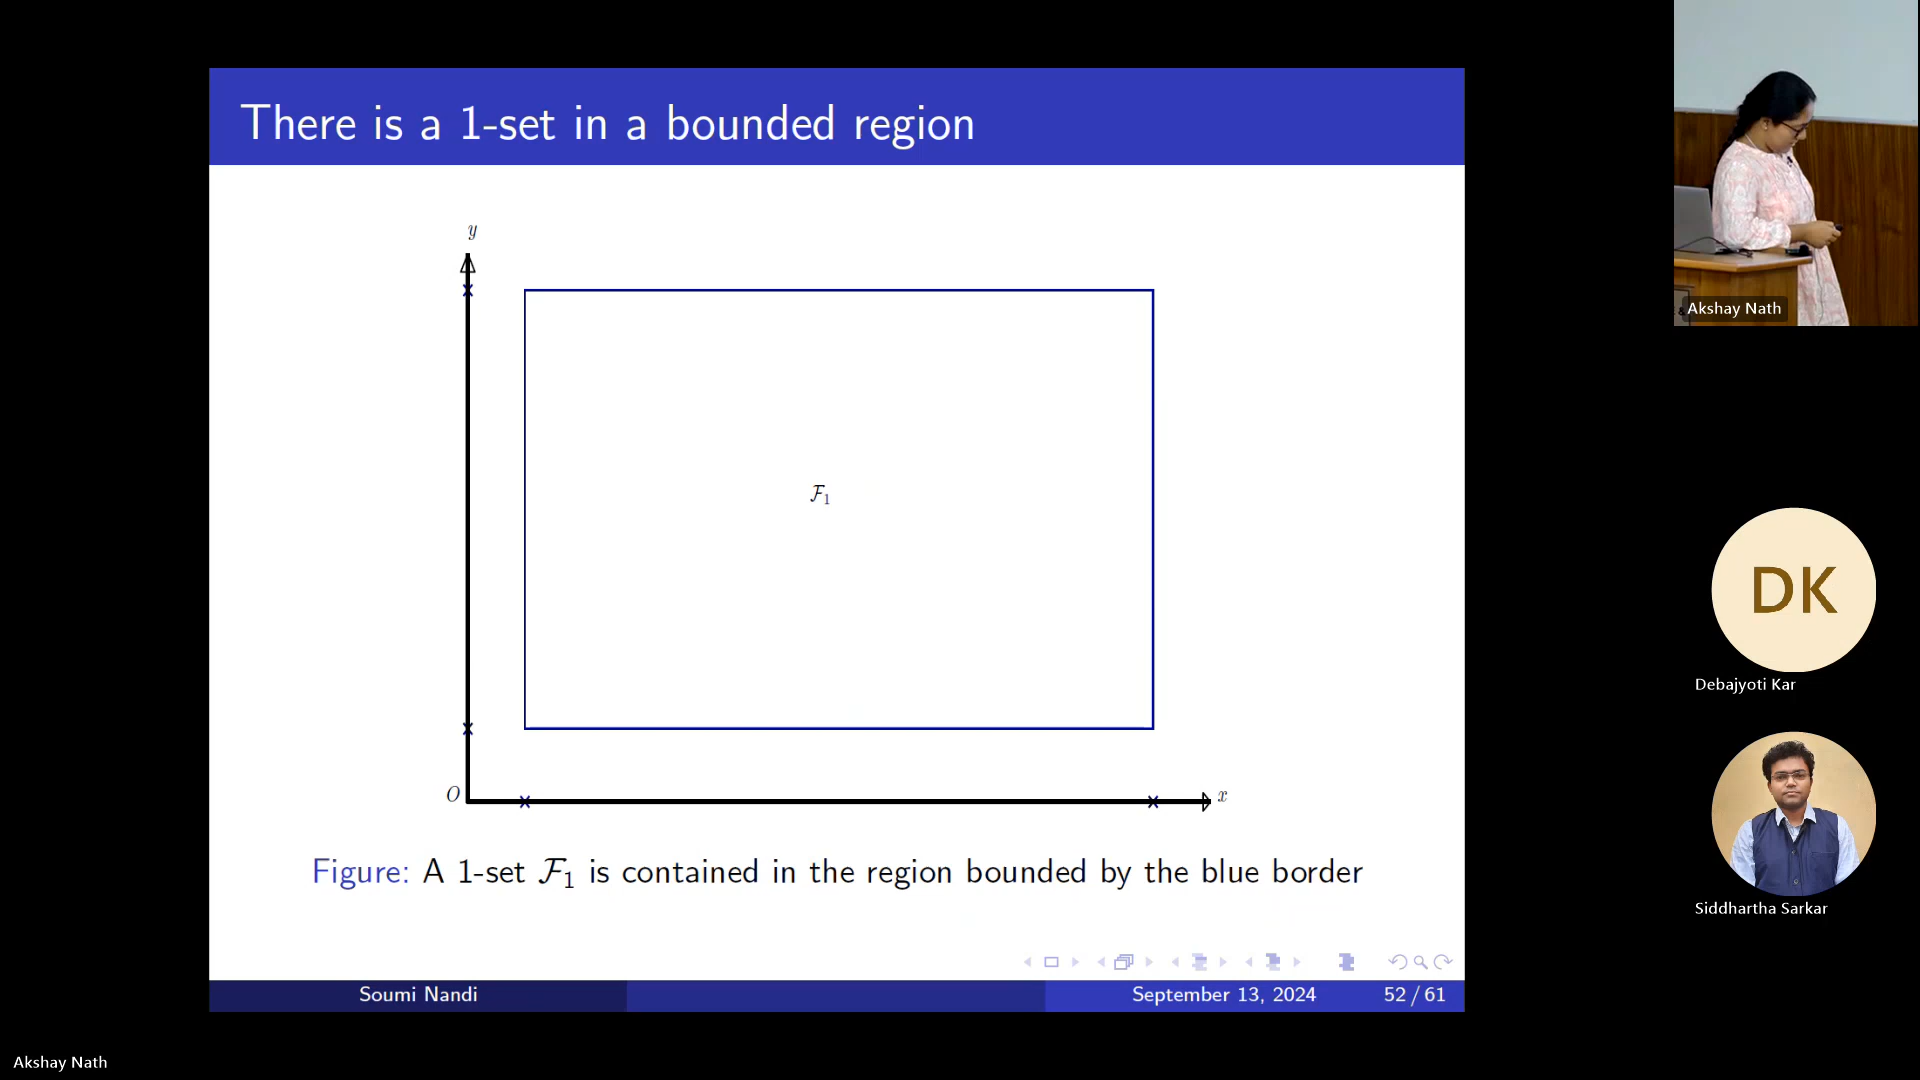 There is a 1-set in a bounded region
y
𝓕₁
O
x
Figure: A 1-set 𝓕₁ is contained in the region bounded by the blue border
Soumi Nandi
September 13, 2024
52 / 61
Akshay Nath
DK
Debajyoti Kar
Siddhartha Sarkar
Akshay Nath